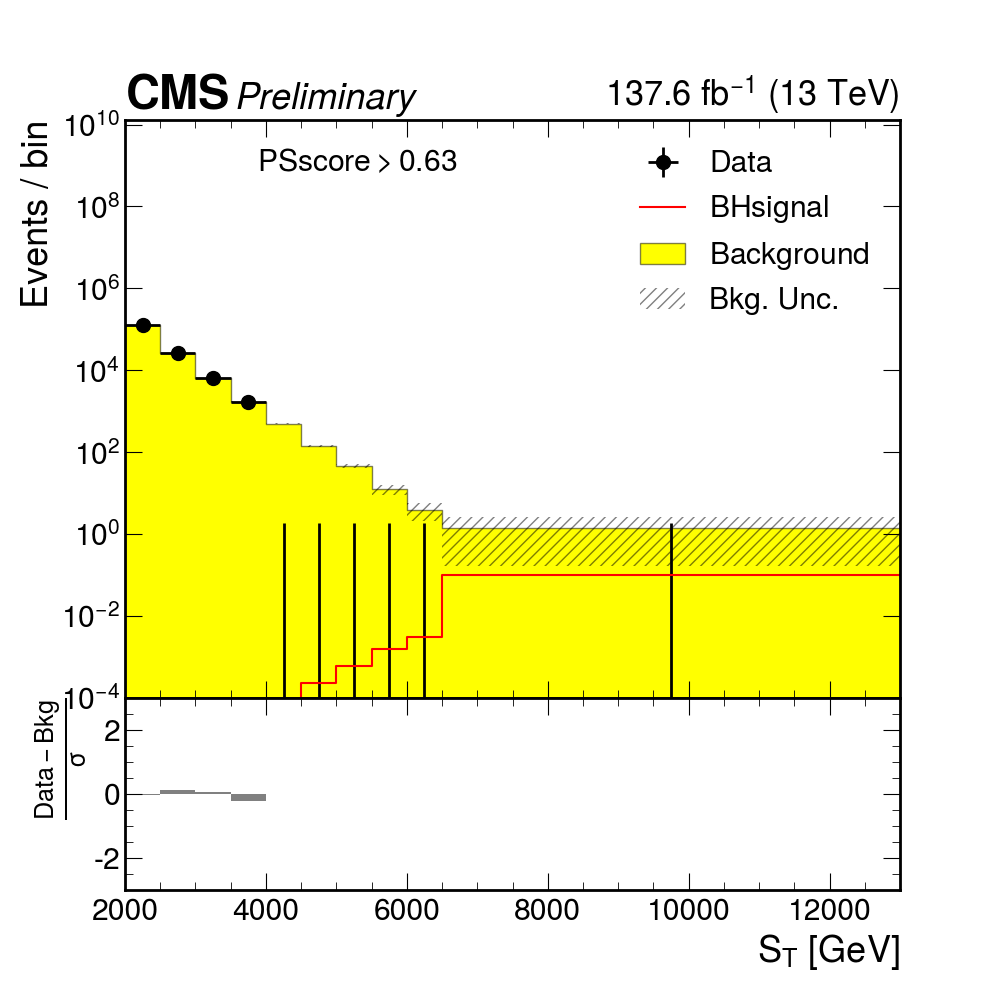 CMS Preliminary 137.6 fb⁻¹ (13 TeV)
Events / bin
10¹⁰
10⁸
10⁶
10⁴
10²
10⁰
10⁻²
10⁻⁴
PSscore > 0.63
Data
BHsignal
Background
Bkg. Unc.
Data − Bkg
σ
2
0
-2
2000 4000 6000 8000 10000 12000
S_T [GeV]